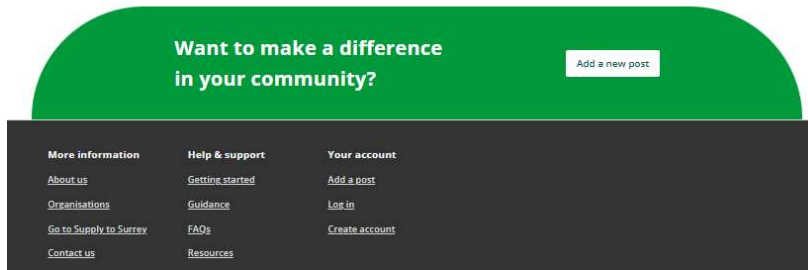 Want to make a difference
in your community?
Add a new post
More information
About us
Organisations
Go to Supply to Surrey
Contact us
Help & support
Getting started
Guidance
FAQs
Resources
Your account
Add a post
Log in
Create account